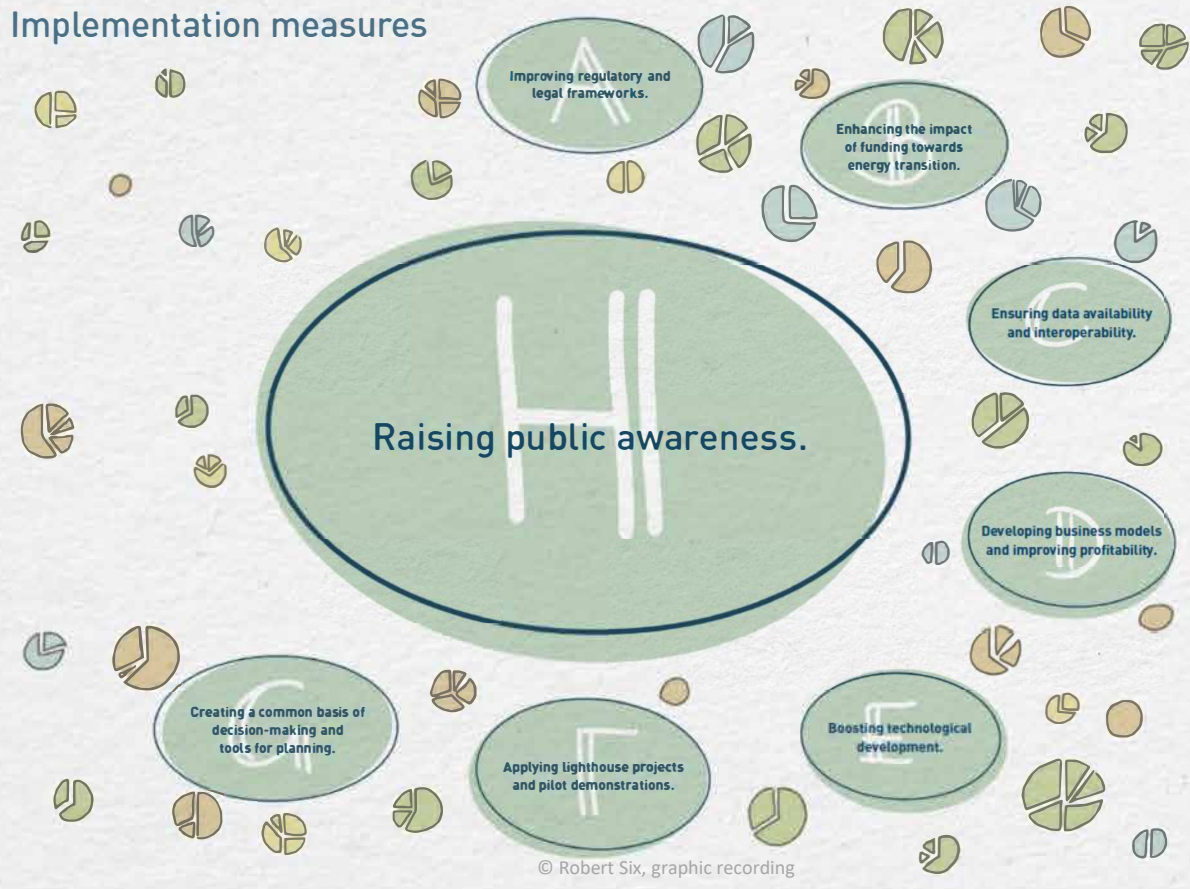 Implementation measures
A
Improving regulatory and
legal frameworks.
B
Enhancing the impact
of funding towards
energy transition.
C
Ensuring data availability
and interoperability.
D
Developing business models
and improving profitability.
E
Boosting technological
development.
F
Applying lighthouse projects
and pilot demonstrations.
G
Creating a common basis of
decision-making and
tools for planning.
H
Raising public awareness.
© Robert Six, graphic recording